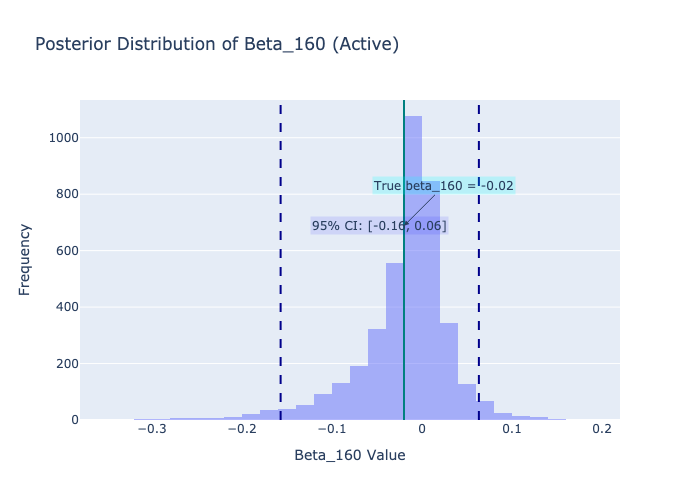 Posterior Distribution of Beta_160 (Active)
1000
800
600
400
200
0
Frequency
True beta_160 = -0.02
95% CI: [-0.16, 0.06]
−0.3
−0.2
−0.1
0
0.1
0.2
Beta_160 Value